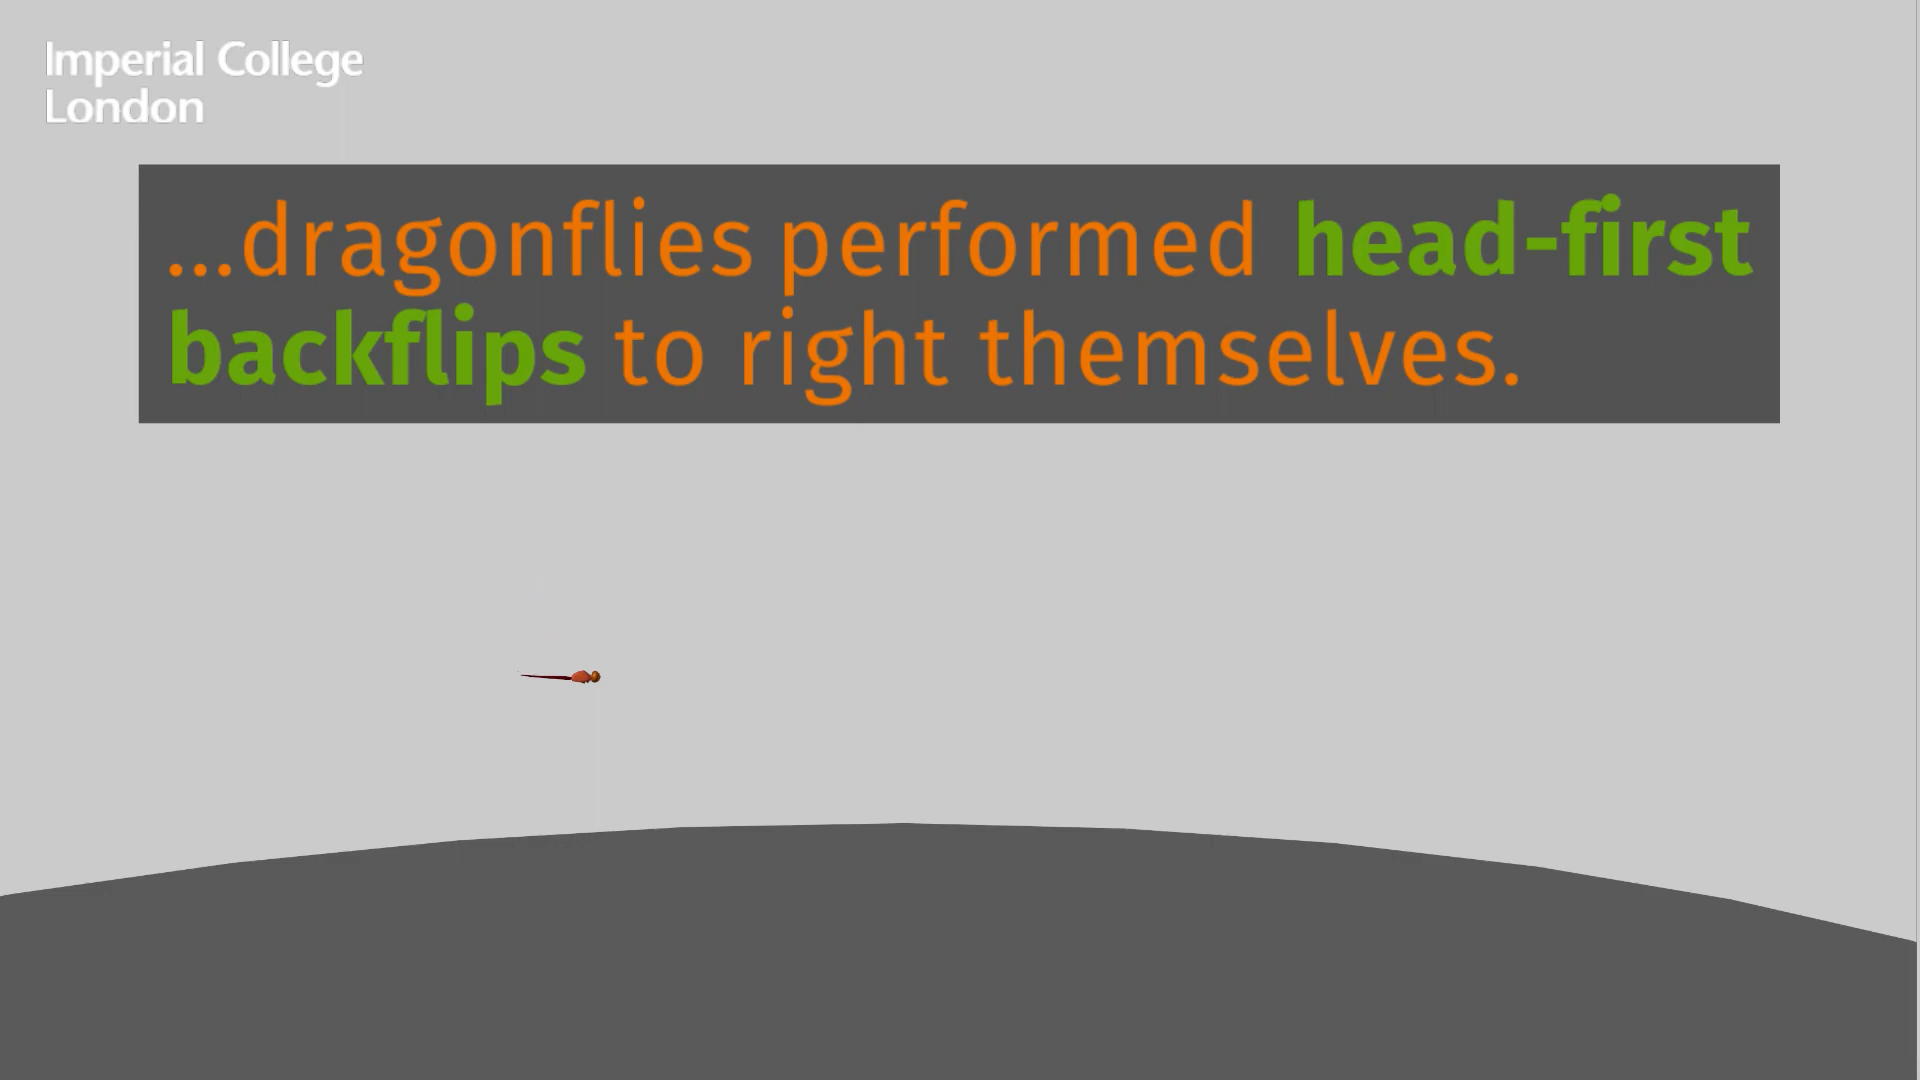 Imperial College
London
...dragonflies performed head-first
backflips to right themselves.